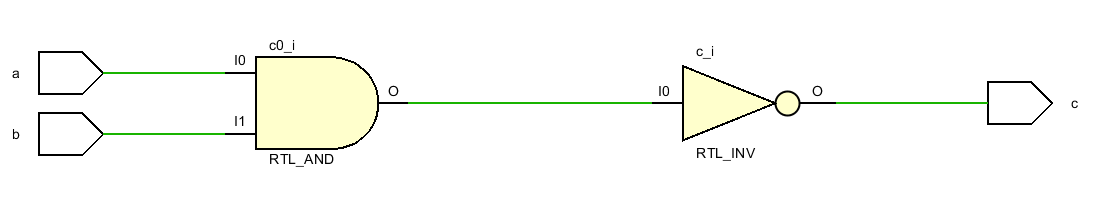 a
b
I0
I1
c0_i
RTL_AND
O
I0
c_i
RTL_INV
O
c